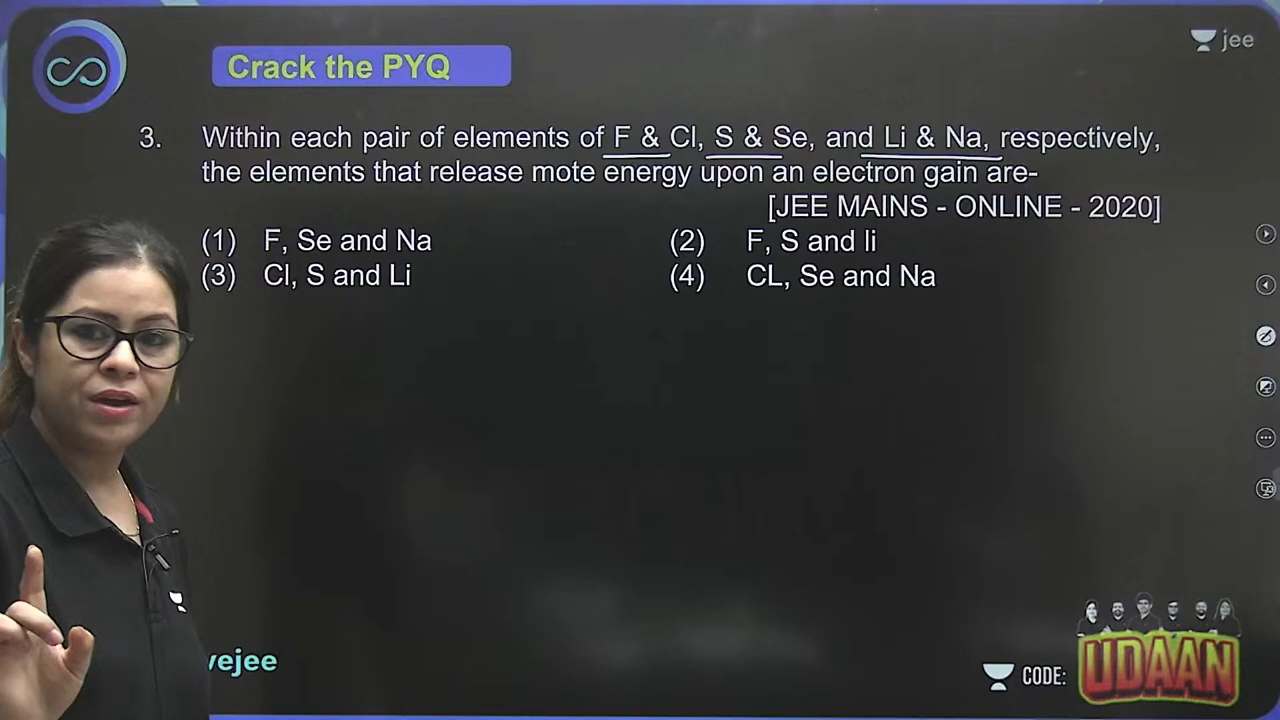 jee
Crack the PYQ
3. Within each pair of elements of F & Cl, S & Se, and Li & Na, respectively,
the elements that release mote energy upon an electron gain are-
[JEE MAINS - ONLINE - 2020]
(1) F, Se and Na (2) F, S and li
(3) Cl, S and Li (4) CL, Se and Na
vejee
CODE: UDAAN